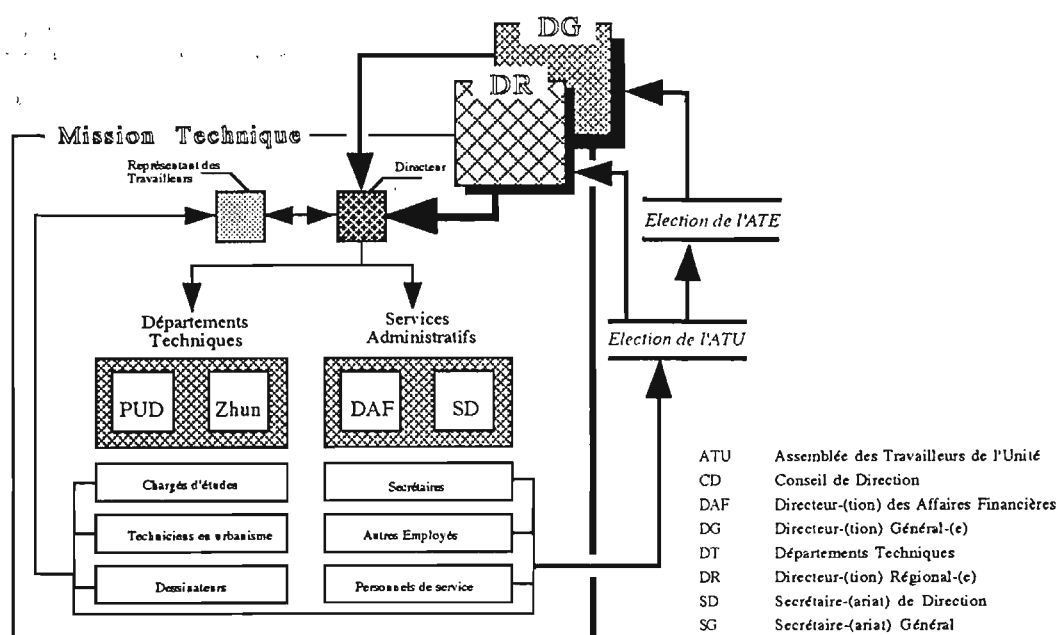 DG
DR
Mission Technique
Représentant des
Travailleurs
Directeur
Election de l'ATE
Election de l'ATU
Départements
Techniques
Services
Administratifs
PUD
Zhun
DAF
SD
Chargés d'études
Secrétaires
Techniciens en urbanisme
Autres Employés
Dessinateurs
Personnels de service
ATU Assemblée des Travailleurs de l'Unité
CD Conseil de Direction
DAF Directeur-(tion) des Affaires Financières
DG Directeur-(tion) Général-(e)
DT Départements Techniques
DR Directeur-(tion) Régional-(e)
SD Secrétaire-(ariat) de Direction
SG Secrétaire-(ariat) Général